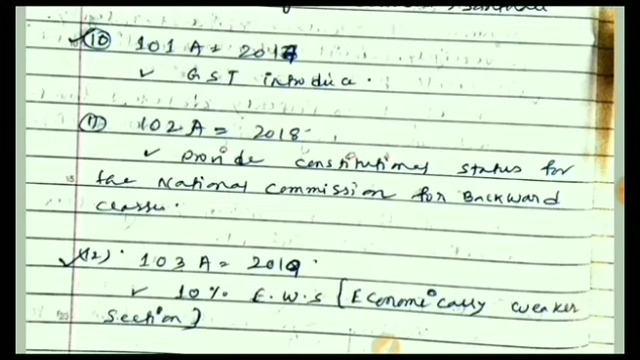 (10) 101 A = 2017
✓ GST introduce.
(11) 102 A = 2018
✓ Provide constitutional status for
the National Commission for Backward
classes.
(12) 103 A = 2019
✓ 10% E.W.S [Economically weaker
section]